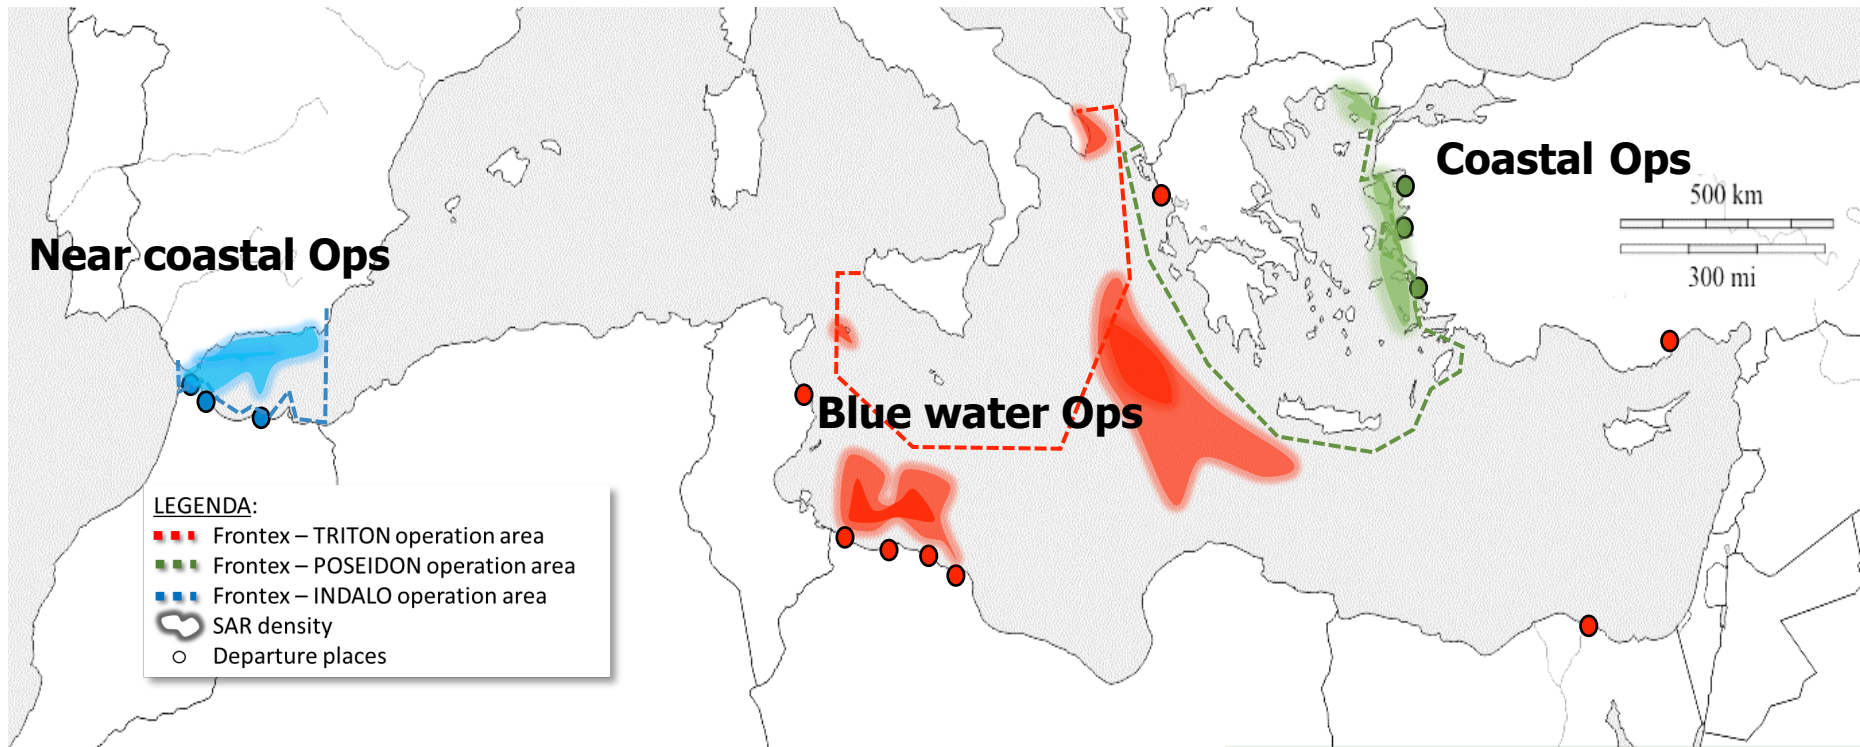 Coastal Ops
500 km
300 mi
Near coastal Ops
Blue water Ops
LEGENDA:
Frontex – TRITON operation area
Frontex – POSEIDON operation area
Frontex – INDALO operation area
SAR density
Departure places